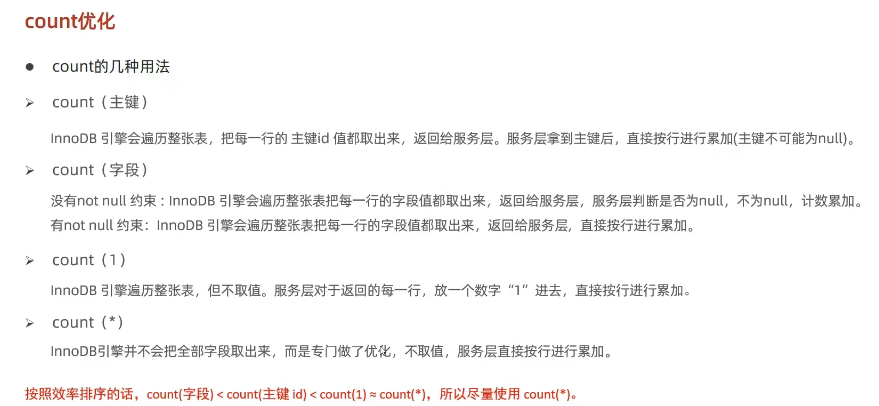 count优化
● count的几种用法
➢ count（主键）
InnoDB 引擎会遍历整张表，把每一行的 主键id 值都取出来，返回给服务层。服务层拿到主键后，直接按行进行累加(主键不可能为null)。
➢ count（字段）
没有not null 约束 : InnoDB 引擎会遍历整张表把每一行的字段值都取出来，返回给服务层，服务层判断是否为null，不为null，计数累加。
有not null 约束：InnoDB 引擎会遍历整张表把每一行的字段值都取出来，返回给服务层，直接按行进行累加。
➢ count（1）
InnoDB 引擎遍历整张表，但不取值。服务层对于返回的每一行，放一个数字“1”进去，直接按行进行累加。
➢ count（*）
InnoDB引擎并不会把全部字段取出来，而是专门做了优化，不取值，服务层直接按行进行累加。
按照效率排序的话，count(字段) < count(主键 id) < count(1) ≈ count(*)，所以尽量使用 count(*)。